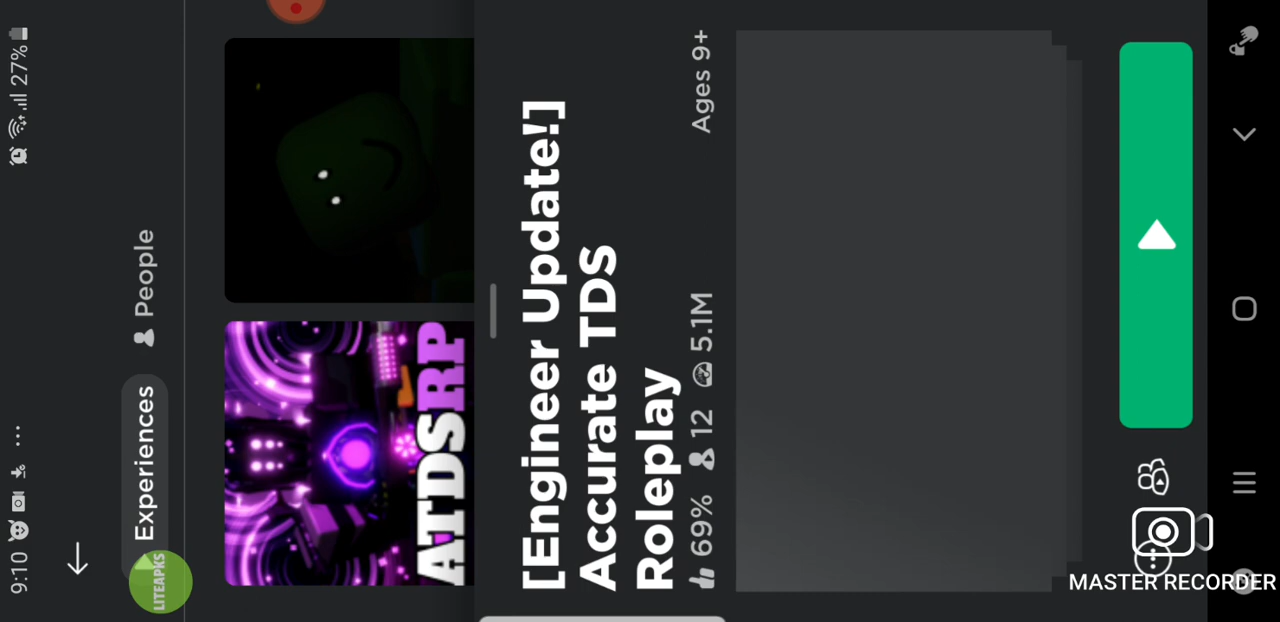 9:10
27%
Experiences
People
LITEAPKS
ATDSRP
[Engineer Update!]
Accurate TDS
Roleplay
69% 12 5.1M Ages 9+
MASTER RECORDER